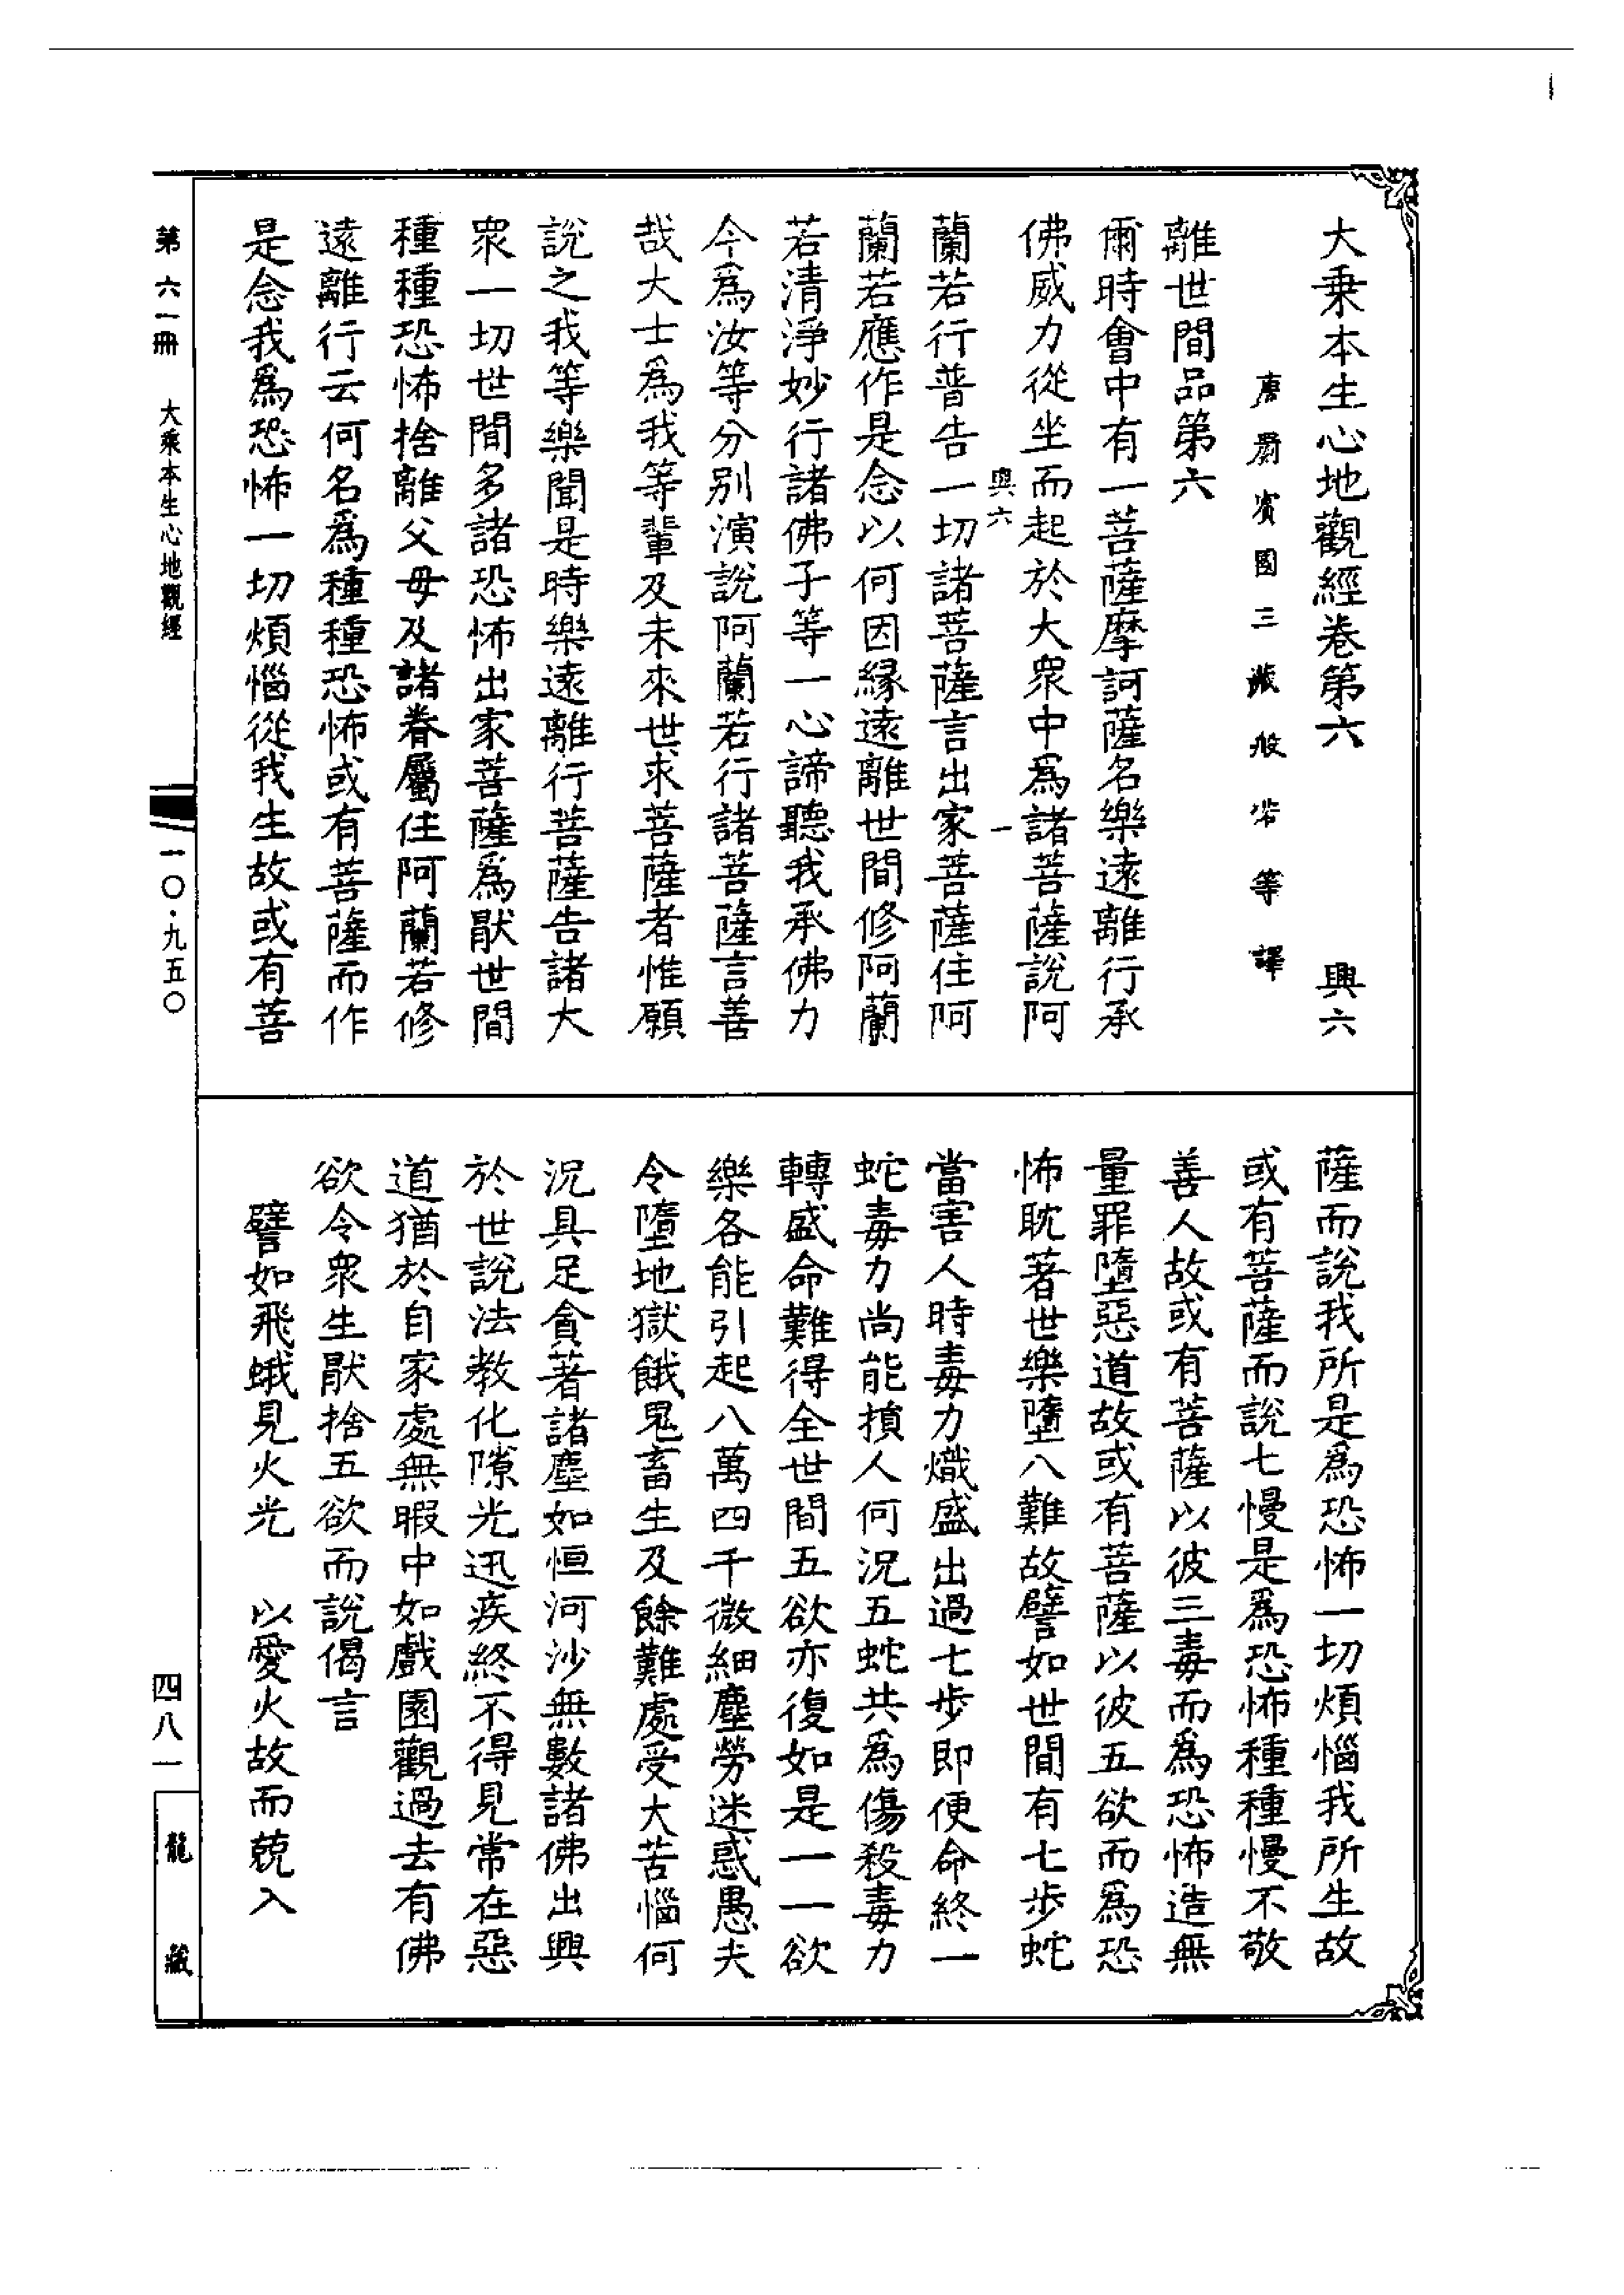 大乘本生心地觀經卷第六　興六
唐罽賓國三藏般若等譯
離世間品第六
爾時會中有一菩薩摩訶薩名樂遠離行承
佛威力從坐而起於大衆中爲諸菩薩說阿
興六　一
蘭若行普告一切諸菩薩言出家菩薩住阿
蘭若應作是念以何因緣遠離世間修阿蘭
若清淨妙行諸佛子等一心諦聽我承佛力
今爲汝等分別演說阿蘭若行諸菩薩言善
哉大士爲我等輩及未來世求菩薩者惟願
說之我等樂聞是時樂遠離行菩薩告諸大
衆一切世間多諸恐怖出家菩薩爲厭世間
種種恐怖捨離父母及諸眷屬住阿蘭若修
遠離行云何名爲種種恐怖或有菩薩而作
是念我爲恐怖一切煩惱從我生故或有菩
薩而說我所是爲恐怖一切煩惱我所生故
或有菩薩而說七慢是爲恐怖種種慢不敬
善人故或有菩薩以彼三毒而爲恐怖造無
量罪墮惡道故或有菩薩以彼五欲而爲恐
怖耽著世樂墮八難故譬如世間有七步蛇
當害人時毒力熾盛出過七步即便命終一
蛇毒力尚能損人何況五蛇共爲傷殺毒力
轉盛命難得全世間五欲亦復如是一一欲
樂各能引起八萬四千微細塵勞迷惑愚夫
令墮地獄餓鬼畜生及餘難處受大苦惱何
況具足貪著諸塵如恒河沙無數諸佛出興
於世說法教化隙光迅疾終不得見常在惡
道猶於自家處無暇中如戲園觀過去有佛
欲令衆生厭捨五欲而說偈言
譬如飛蛾見火光　以愛火故而競入
第六一冊　大乘本生心地觀經
一〇・九五〇
四八一
龍藏